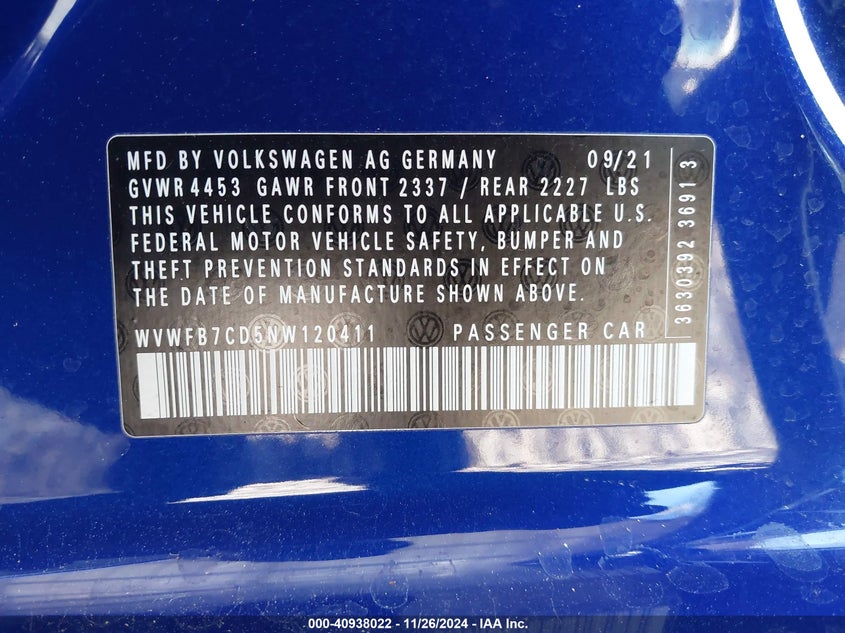 MFD BY VOLKSWAGEN AG GERMANY 09/21
GVWR 4453 GAWR FRONT 2337 / REAR 2227 LBS
THIS VEHICLE CONFORMS TO ALL APPLICABLE U.S.
FEDERAL MOTOR VEHICLE SAFETY, BUMPER AND
THEFT PREVENTION STANDARDS IN EFFECT ON
THE DATE OF MANUFACTURE SHOWN ABOVE.
WVWFB7CD5NW120411 PASSENGER CAR
3630392 36913
000-40938022 - 11/26/2024 - IAA Inc.